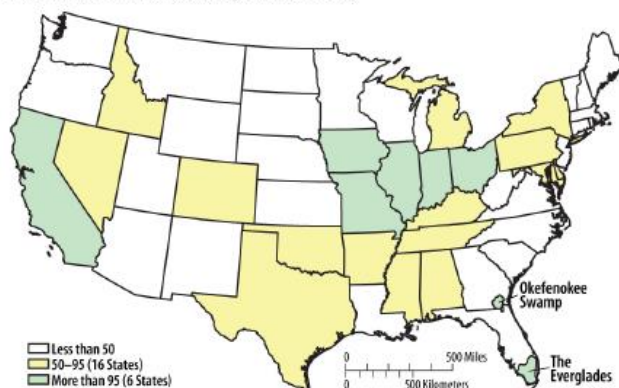 Okefenokee
Swamp
The
Everglades
Less than 50
50–95 (16 States)
More than 95 (6 States)
0 500 Miles
0 500 Kilometers